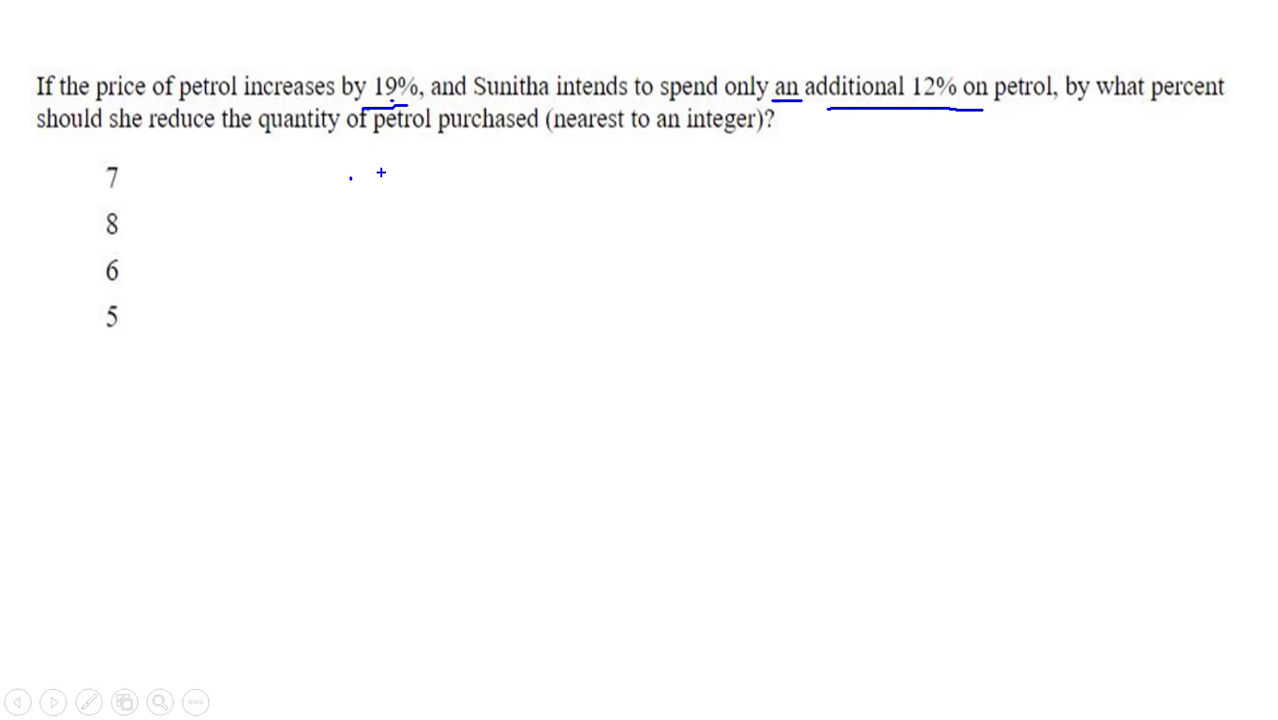 If the price of petrol increases by 19%, and Sunitha intends to spend only an additional 12% on petrol, by what percent
should she reduce the quantity of petrol purchased (nearest to an integer)?
7
8
6
5